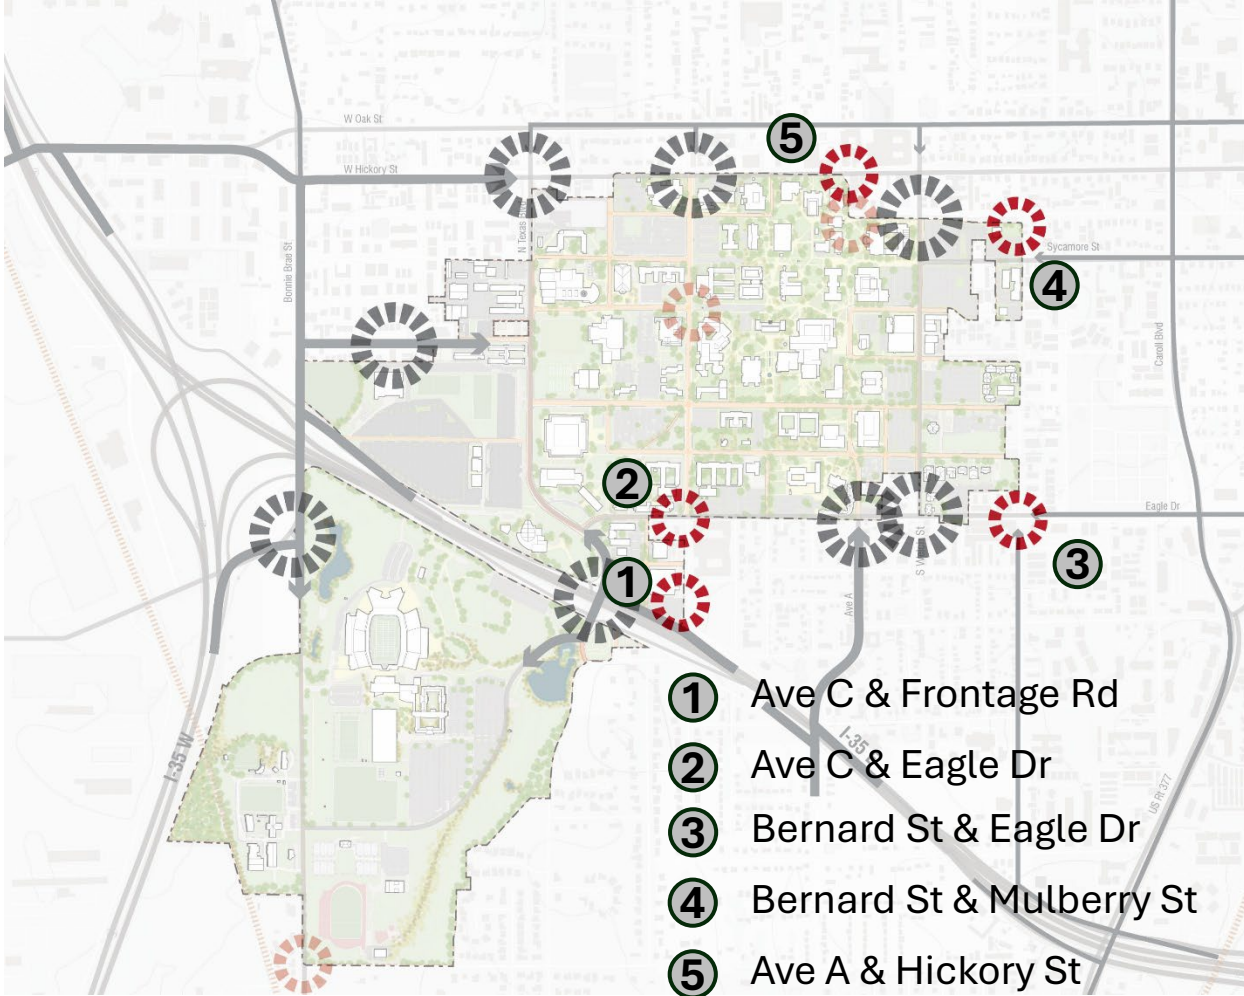 W Oak St
5
W Hickory St
N Texas Blvd
Sycamore St
4
Bonnie Brae St
Caroll Blvd
2
Eagle Dr
3
1
Ave A
1 Ave C & Frontage Rd
2 Ave C & Eagle Dr
I-35
I-35 W
3 Bernard St & Eagle Dr
US Rt 377
4 Bernard St & Mulberry St
5 Ave A & Hickory St